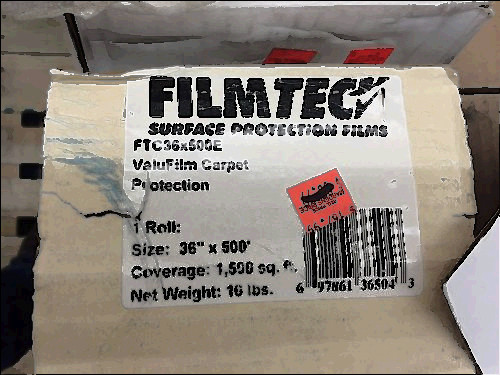 FILMTECH
SURFACE PROTECTION FILMS
FTC36x500E
ValuFilm Carpet
Protection
1 Roll:
Size: 36" x 500'
Coverage: 1,500 sq. ft.
Net Weight: 16 lbs.
6 97861 36504 3